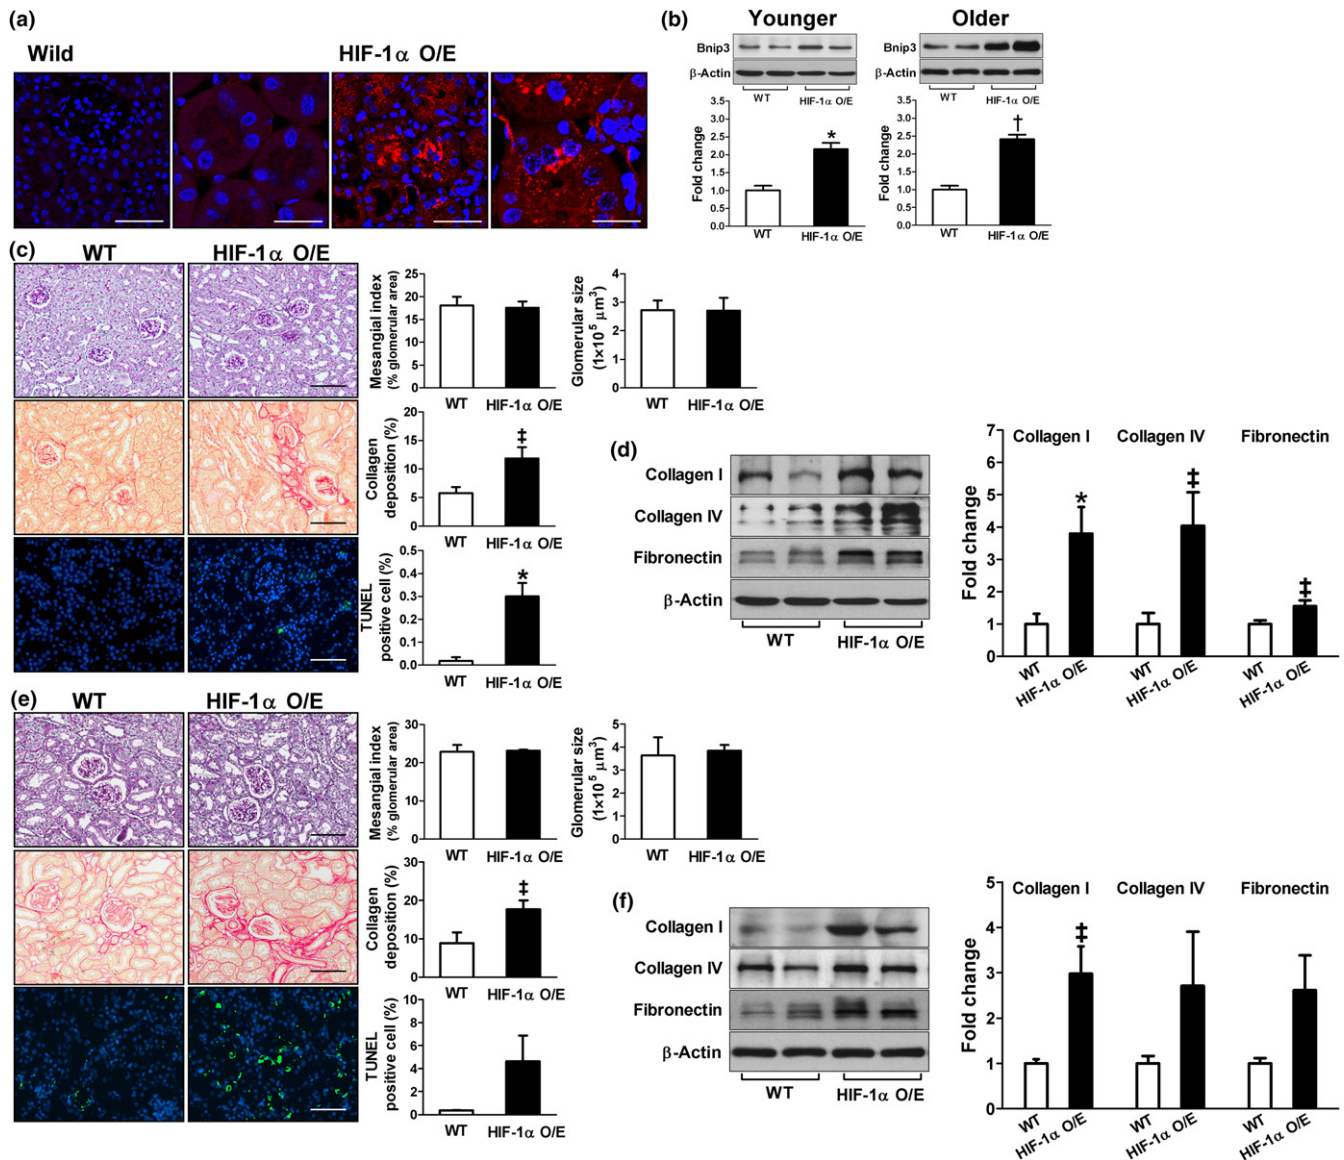 (a)
Wild
HIF-1α O/E
(b)
Younger
Older
Bnip3
β-Actin
WT
HIF-1α O/E
Bnip3
β-Actin
WT
HIF-1α O/E
Fold change
3.5
3.0
2.5
2.0
1.5
1.0
0.5
0.0
*
WT
HIF-1α O/E
Fold change
3.5
3.0
2.5
2.0
1.5
1.0
0.5
0.0
†
WT
HIF-1α O/E
(c)
WT
HIF-1α O/E
Mesangial index
(% glomerular area)
25
20
15
10
5
0
WT
HIF-1α O/E
Glomerular size
(1×10⁵ µm³)
4
3
2
1
0
WT
HIF-1α O/E
Collagen
deposition (%)
20
15
10
5
0
‡
WT
HIF-1α O/E
TUNEL
positive cell (%)
0.5
0.4
0.3
0.2
0.1
0.0
*
WT
HIF-1α O/E
(d)
Collagen I
Collagen IV
Fibronectin
β-Actin
WT
HIF-1α O/E
Fold change
7
6
5
4
3
2
1
0
Collagen I
Collagen IV
Fibronectin
*
‡
‡
WT
HIF-1α O/E
WT
HIF-1α O/E
WT
HIF-1α O/E
(e)
WT
HIF-1α O/E
Mesangial index
(% glomerular area)
30
20
10
0
WT
HIF-1α O/E
Glomerular size
(1×10⁵ µm³)
5
4
3
2
1
0
WT
HIF-1α O/E
Collagen
deposition (%)
30
20
10
0
‡
WT
HIF-1α O/E
TUNEL
positive cell (%)
10
8
6
4
2
0
WT
HIF-1α O/E
(f)
Collagen I
Collagen IV
Fibronectin
β-Actin
WT
HIF-1α O/E
Fold change
5
4
3
2
1
0
Collagen I
Collagen IV
Fibronectin
‡
WT
HIF-1α O/E
WT
HIF-1α O/E
WT
HIF-1α O/E